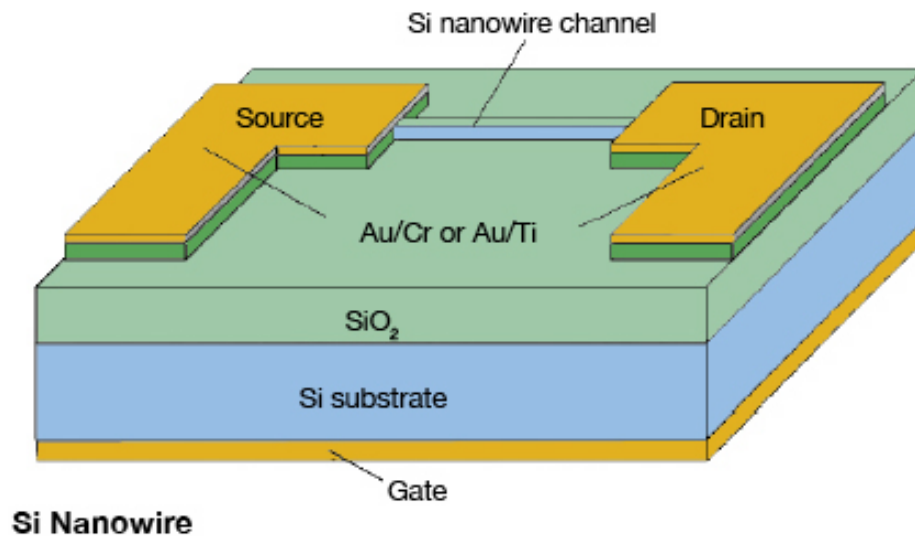 Si nanowire channel
Source
Drain
Au/Cr or Au/Ti
SiO₂
Si substrate
Gate
Si Nanowire